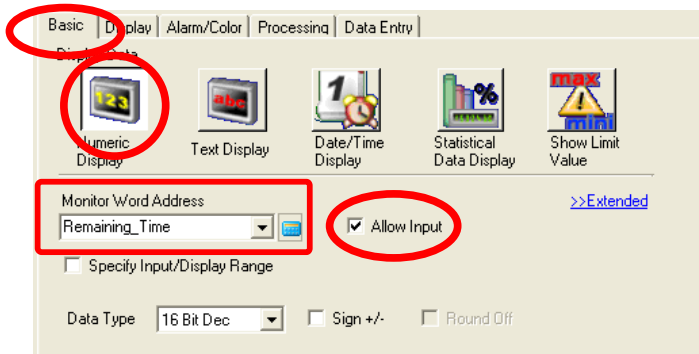 Basic Display Alarm/Color Processing Data Entry
Display Data
123 abc 1 % max mini
Numeric Display
Text Display
Date/Time Display
Statistical Data Display
Show Limit Value
Monitor Word Address
>>Extended
Remaining_Time
Allow Input
Specify Input/Display Range
Data Type 16 Bit Dec Sign +/- Round Off